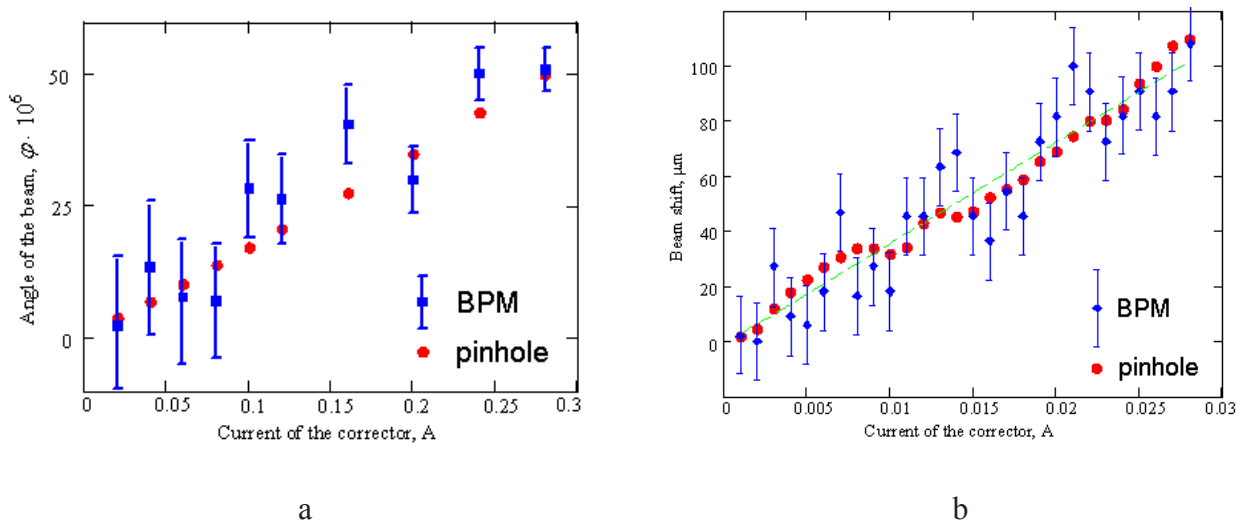 50
25
0
Angle of the beam, φ · 10⁶
BPM
pinhole
0 0.05 0.1 0.15 0.2 0.25 0.3
Current of the corrector, A
a
100
80
60
40
20
0
Beam shift, μm
BPM
pinhole
0 0.005 0.01 0.015 0.02 0.025 0.03
Current of the corrector, A
b